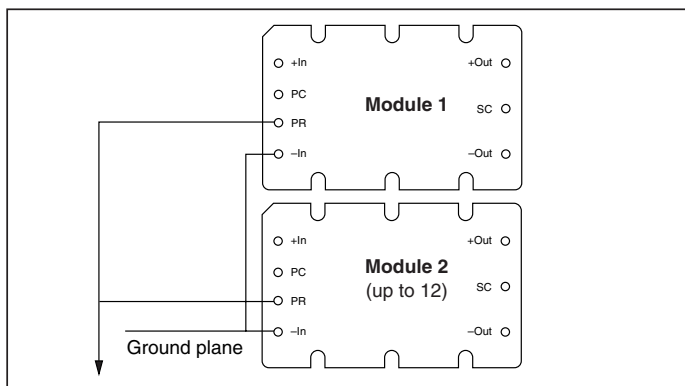 +In
PC
PR
–In
Module 1
+Out
SC
–Out
+In
PC
PR
–In
Module 2
(up to 12)
+Out
SC
–Out
Ground plane